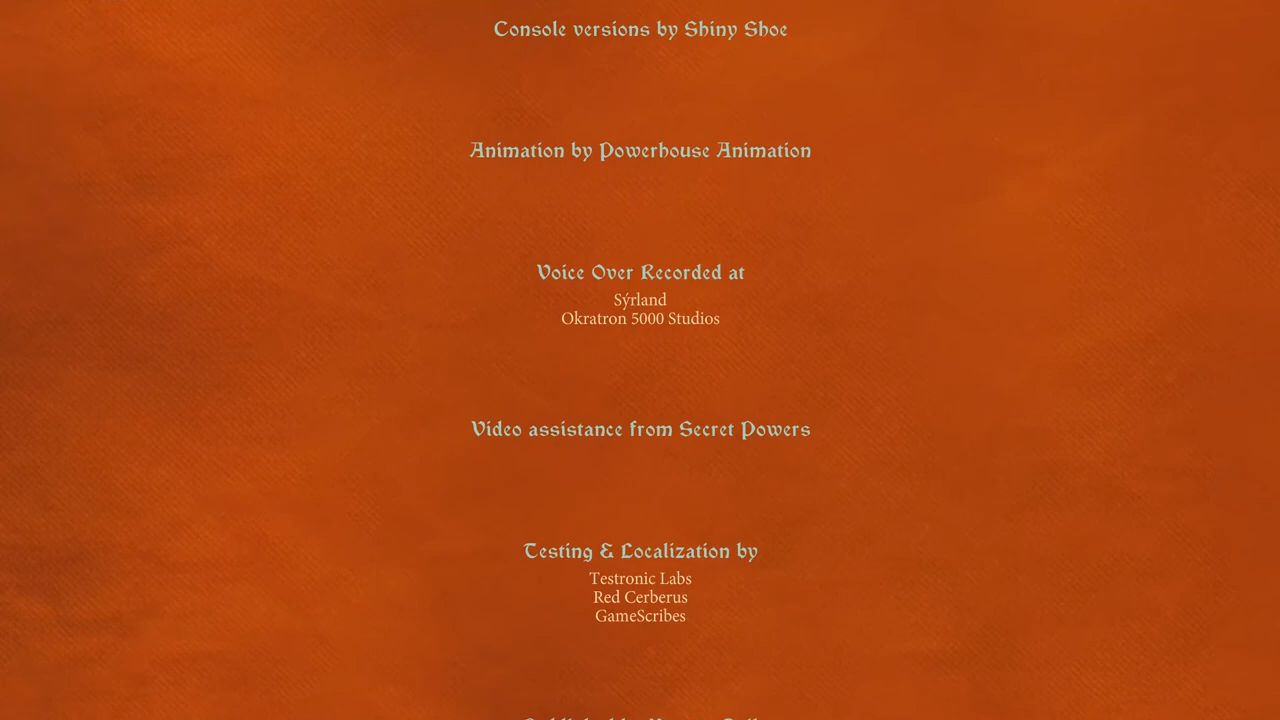 Console versions by Shiny Shoe
Animation by Powerhouse Animation
Voice Over Recorded at
Sýrland
Okratron 5000 Studios
Video assistance from Secret Powers
Testing & Localization by
Testronic Labs
Red Cerberus
GameScribes